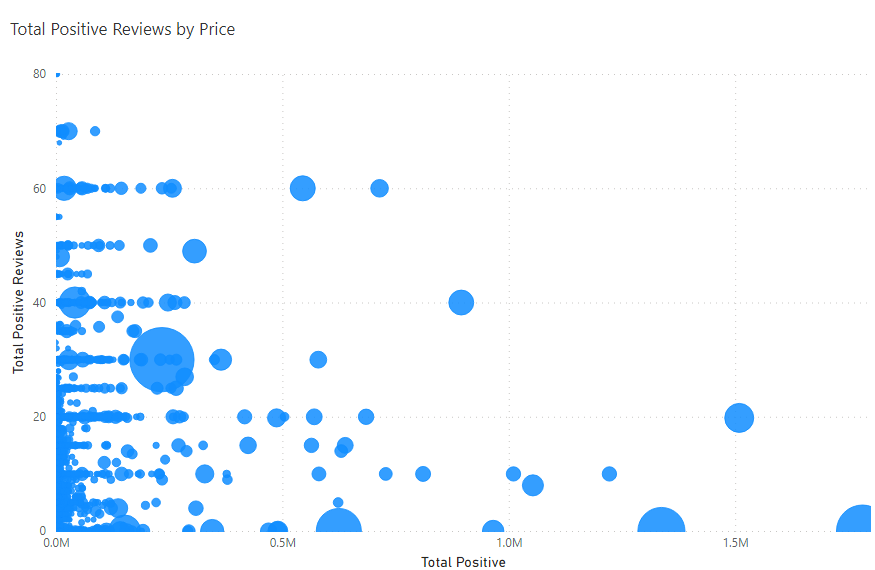 Total Positive Reviews by Price
80
60
40
20
0
Total Positive Reviews
0.0M 0.5M 1.0M 1.5M
Total Positive